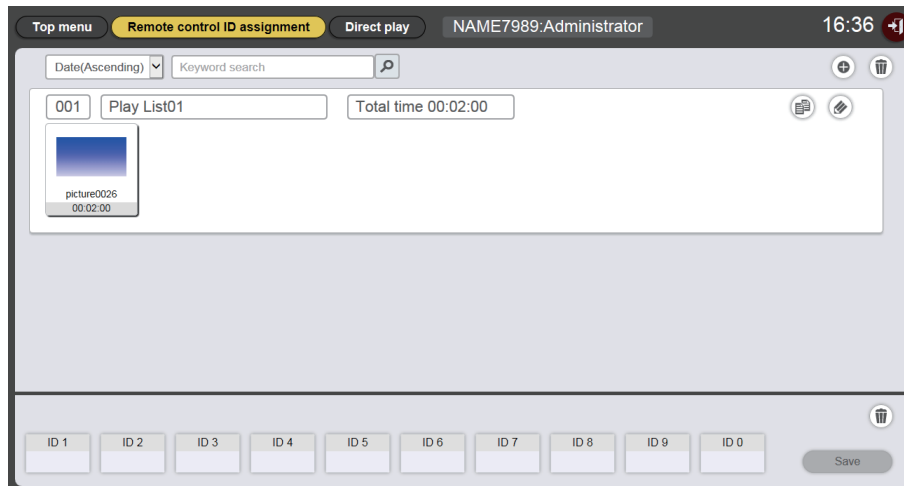 Top menu Remote control ID assignment Direct play NAME7989:Administrator 16:36
Date(Ascending) Keyword search
001 Play List01 Total time 00:02:00
picture0026
00:02:00
ID 1 ID 2 ID 3 ID 4 ID 5 ID 6 ID 7 ID 8 ID 9 ID 0
Save